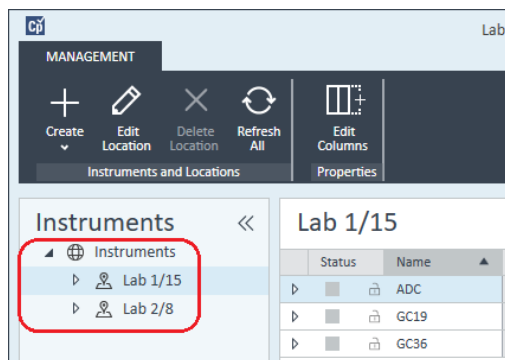 Cp
Lab
MANAGEMENT
Create
Edit Location
Delete Location
Refresh All
Edit Columns
Instruments and Locations
Properties
Instruments
Lab 1/15
Instruments
Lab 1/15
Lab 2/8
Status Name
ADC
GC19
GC36